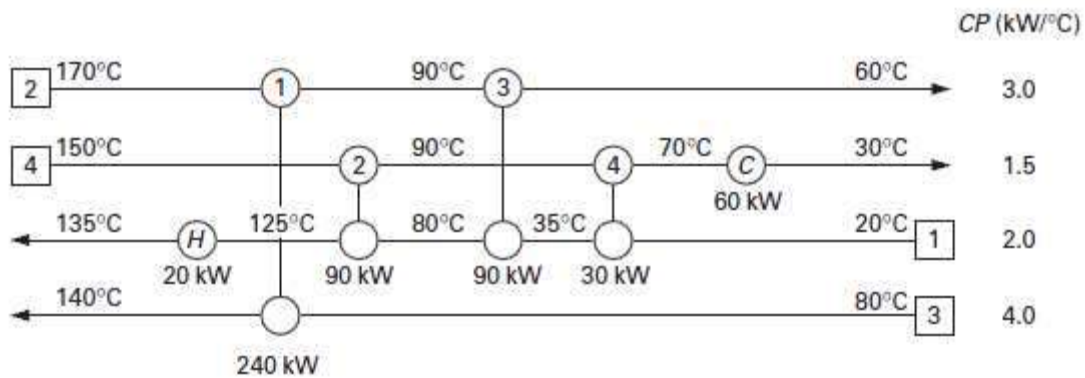 CP (kW/°C)
2 170°C 1 90°C 3 60°C 3.0
4 150°C 2 90°C 4 70°C C 30°C 1.5
60 kW
135°C H 125°C 80°C 35°C 20°C 1 2.0
20 kW 90 kW 90 kW 30 kW
140°C 80°C 3 4.0
240 kW